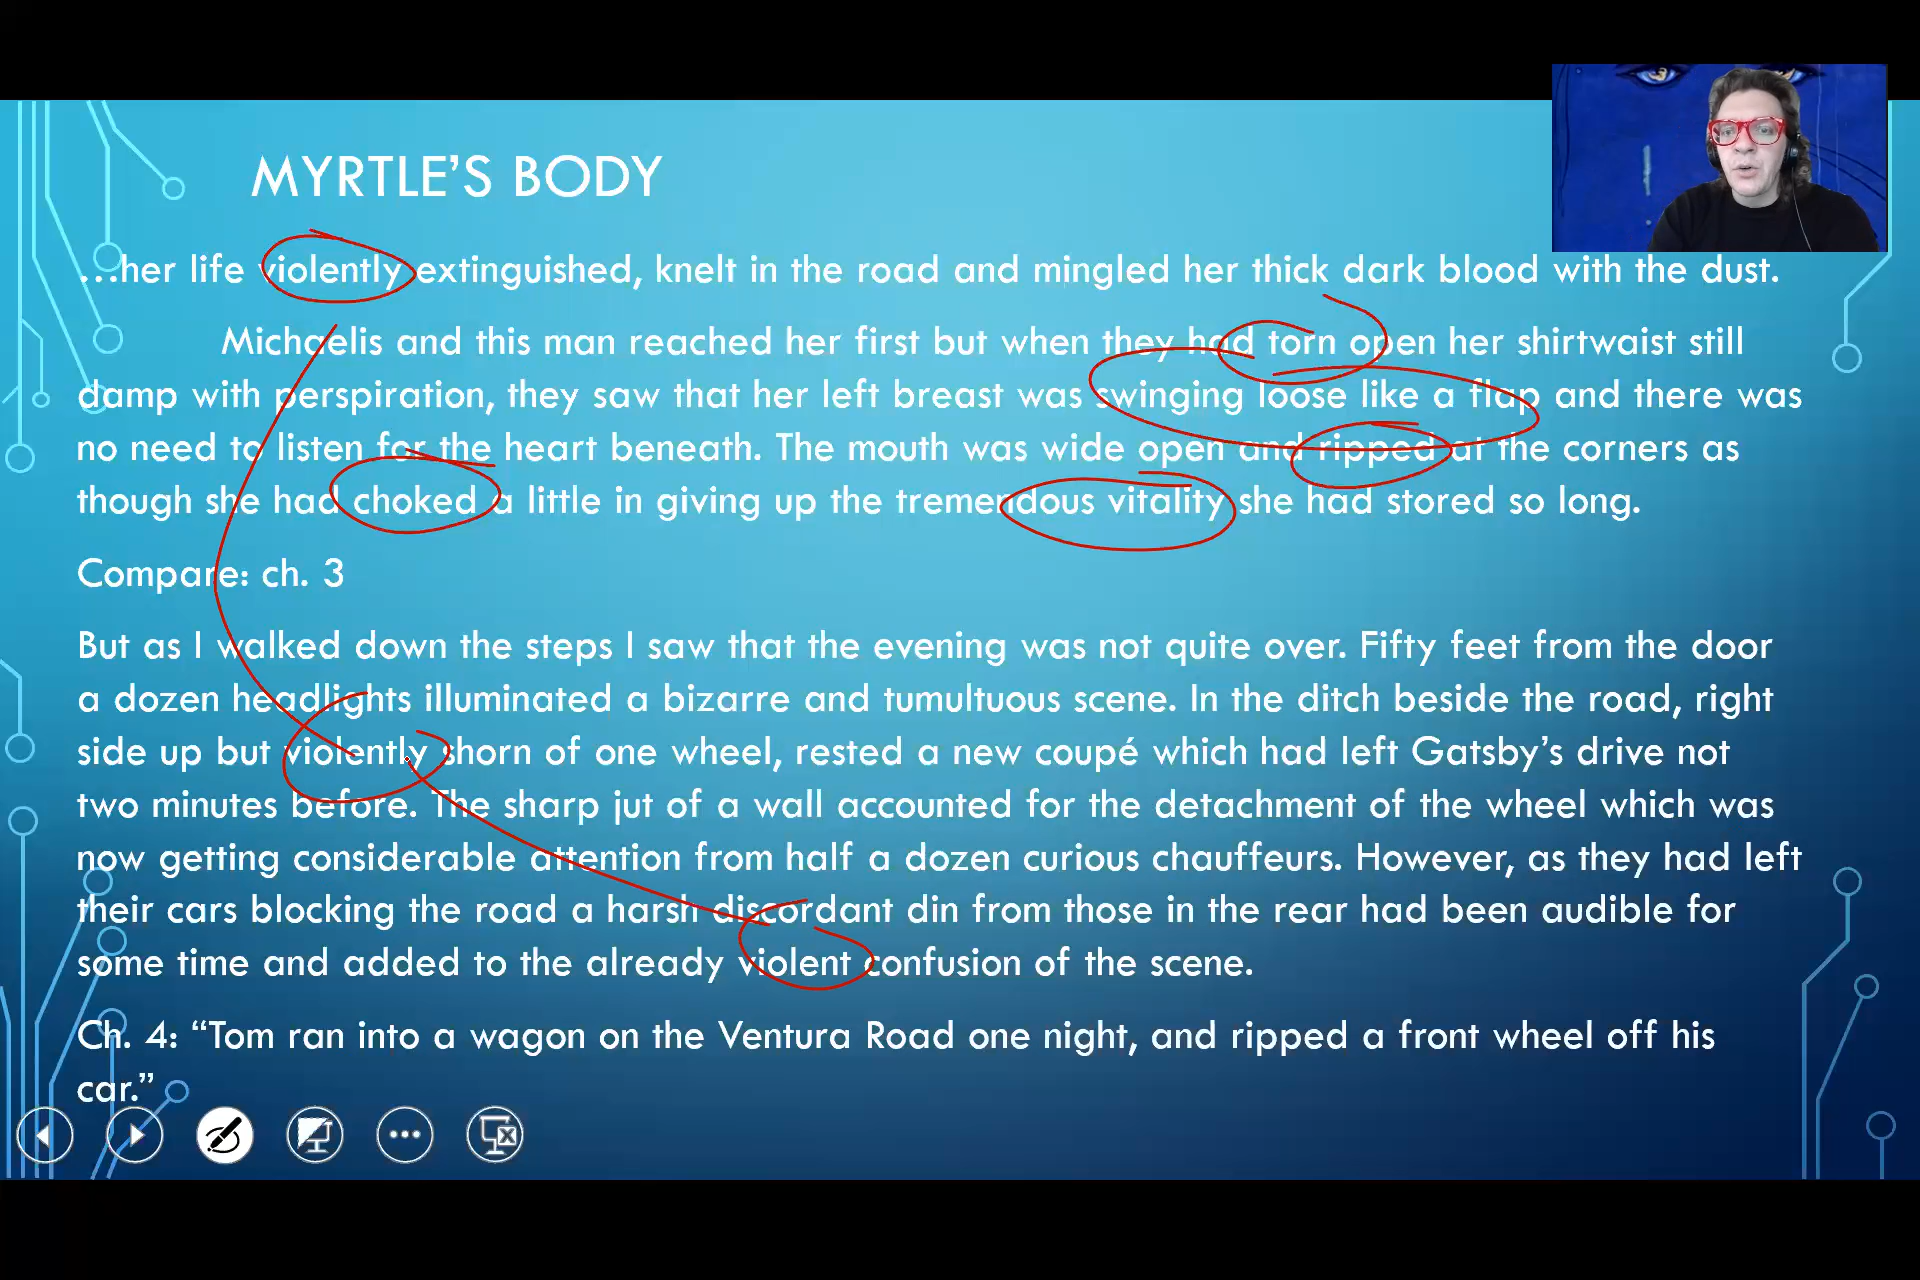 MYRTLE’S BODY
…her life violently extinguished, knelt in the road and mingled her thick dark blood with the dust.
Michaelis and this man reached her first but when they had torn open her shirtwaist still
damp with perspiration, they saw that her left breast was swinging loose like a flap and there was
no need to listen for the heart beneath. The mouth was wide open and ripped at the corners as
though she had choked a little in giving up the tremendous vitality she had stored so long.
Compare: ch. 3
But as I walked down the steps I saw that the evening was not quite over. Fifty feet from the door
a dozen headlights illuminated a bizarre and tumultuous scene. In the ditch beside the road, right
side up but violently shorn of one wheel, rested a new coupé which had left Gatsby’s drive not
two minutes before. The sharp jut of a wall accounted for the detachment of the wheel which was
now getting considerable attention from half a dozen curious chauffeurs. However, as they had left
their cars blocking the road a harsh discordant din from those in the rear had been audible for
some time and added to the already violent confusion of the scene.
Ch. 4: “Tom ran into a wagon on the Ventura Road one night, and ripped a front wheel off his
car.”